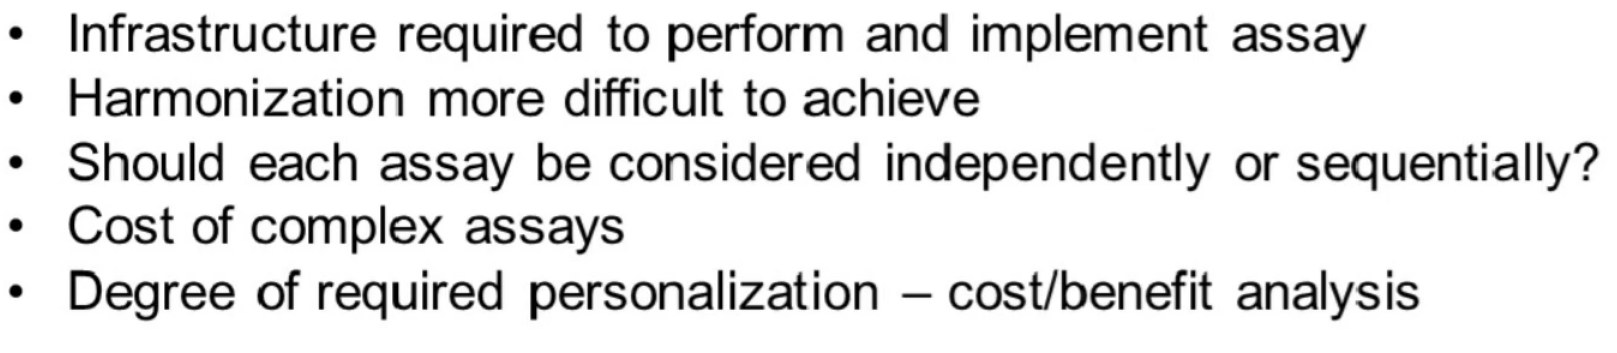 • Infrastructure required to perform and implement assay
• Harmonization more difficult to achieve
• Should each assay be considered independently or sequentially?
• Cost of complex assays
• Degree of required personalization – cost/benefit analysis